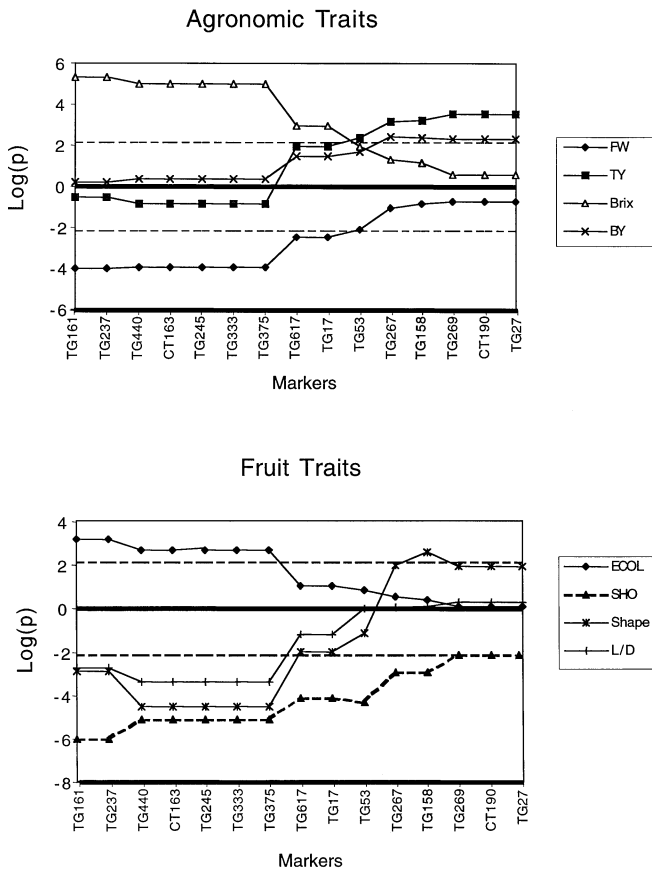 Agronomic Traits
6
4
2
0
-2
-4
-6
Log(p)
TG161
TG237
TG440
CT163
TG245
TG333
TG375
TG617
TG17
TG53
TG267
TG158
TG269
CT190
TG27
Markers
FW
TY
Brix
BY
Fruit Traits
4
2
0
-2
-4
-6
-8
Log(p)
TG161
TG237
TG440
CT163
TG245
TG333
TG375
TG617
TG17
TG53
TG267
TG158
TG269
CT190
TG27
Markers
ECOL
SHO
Shape
L/D